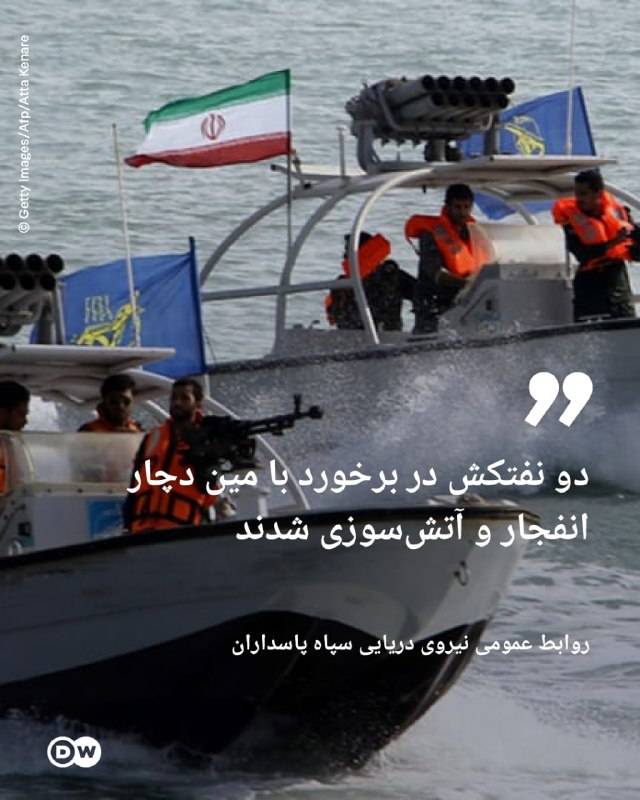 © Getty Images/Afp/Atta Kenare
”
دو نفتکش در برخورد با مین دچار
انفجار و آتش‌سوزی شدند
روابط عمومی نیروی دریایی سپاه پاسداران
DW